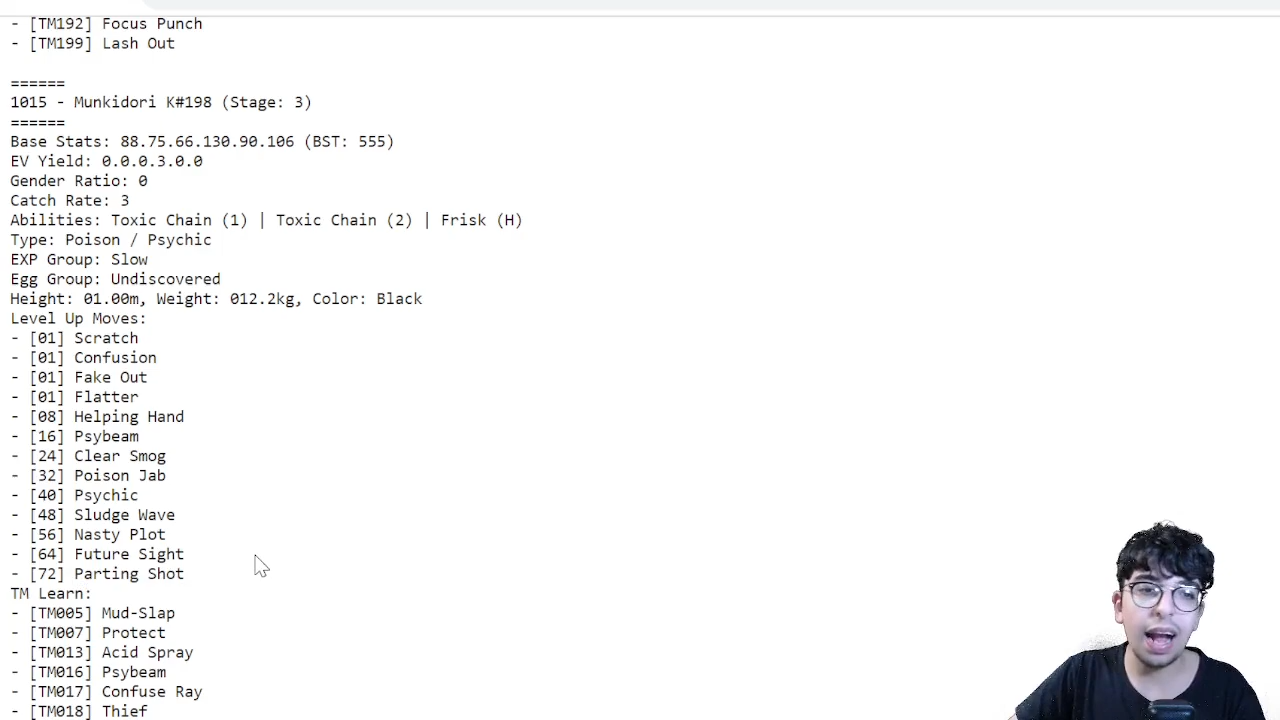 - [TM192] Focus Punch
- [TM199] Lash Out
======
1015 - Munkidori K#198 (Stage: 3)
======
Base Stats: 88.75.66.130.90.106 (BST: 555)
EV Yield: 0.0.0.3.0.0
Gender Ratio: 0
Catch Rate: 3
Abilities: Toxic Chain (1) | Toxic Chain (2) | Frisk (H)
Type: Poison / Psychic
EXP Group: Slow
Egg Group: Undiscovered
Height: 01.00m, Weight: 012.2kg, Color: Black
Level Up Moves:
- [01] Scratch
- [01] Confusion
- [01] Fake Out
- [01] Flatter
- [08] Helping Hand
- [16] Psybeam
- [24] Clear Smog
- [32] Poison Jab
- [40] Psychic
- [48] Sludge Wave
- [56] Nasty Plot
- [64] Future Sight
- [72] Parting Shot
TM Learn:
- [TM005] Mud-Slap
- [TM007] Protect
- [TM013] Acid Spray
- [TM016] Psybeam
- [TM017] Confuse Ray
- [TM018] Thief